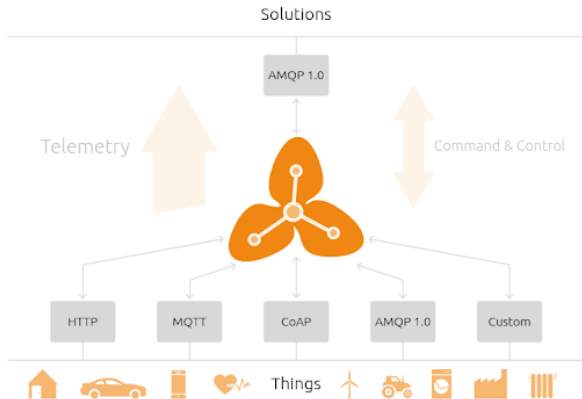 Solutions
AMQP 1.0
Telemetry
Command & Control
HTTP
MQTT
CoAP
AMQP 1.0
Custom
Things